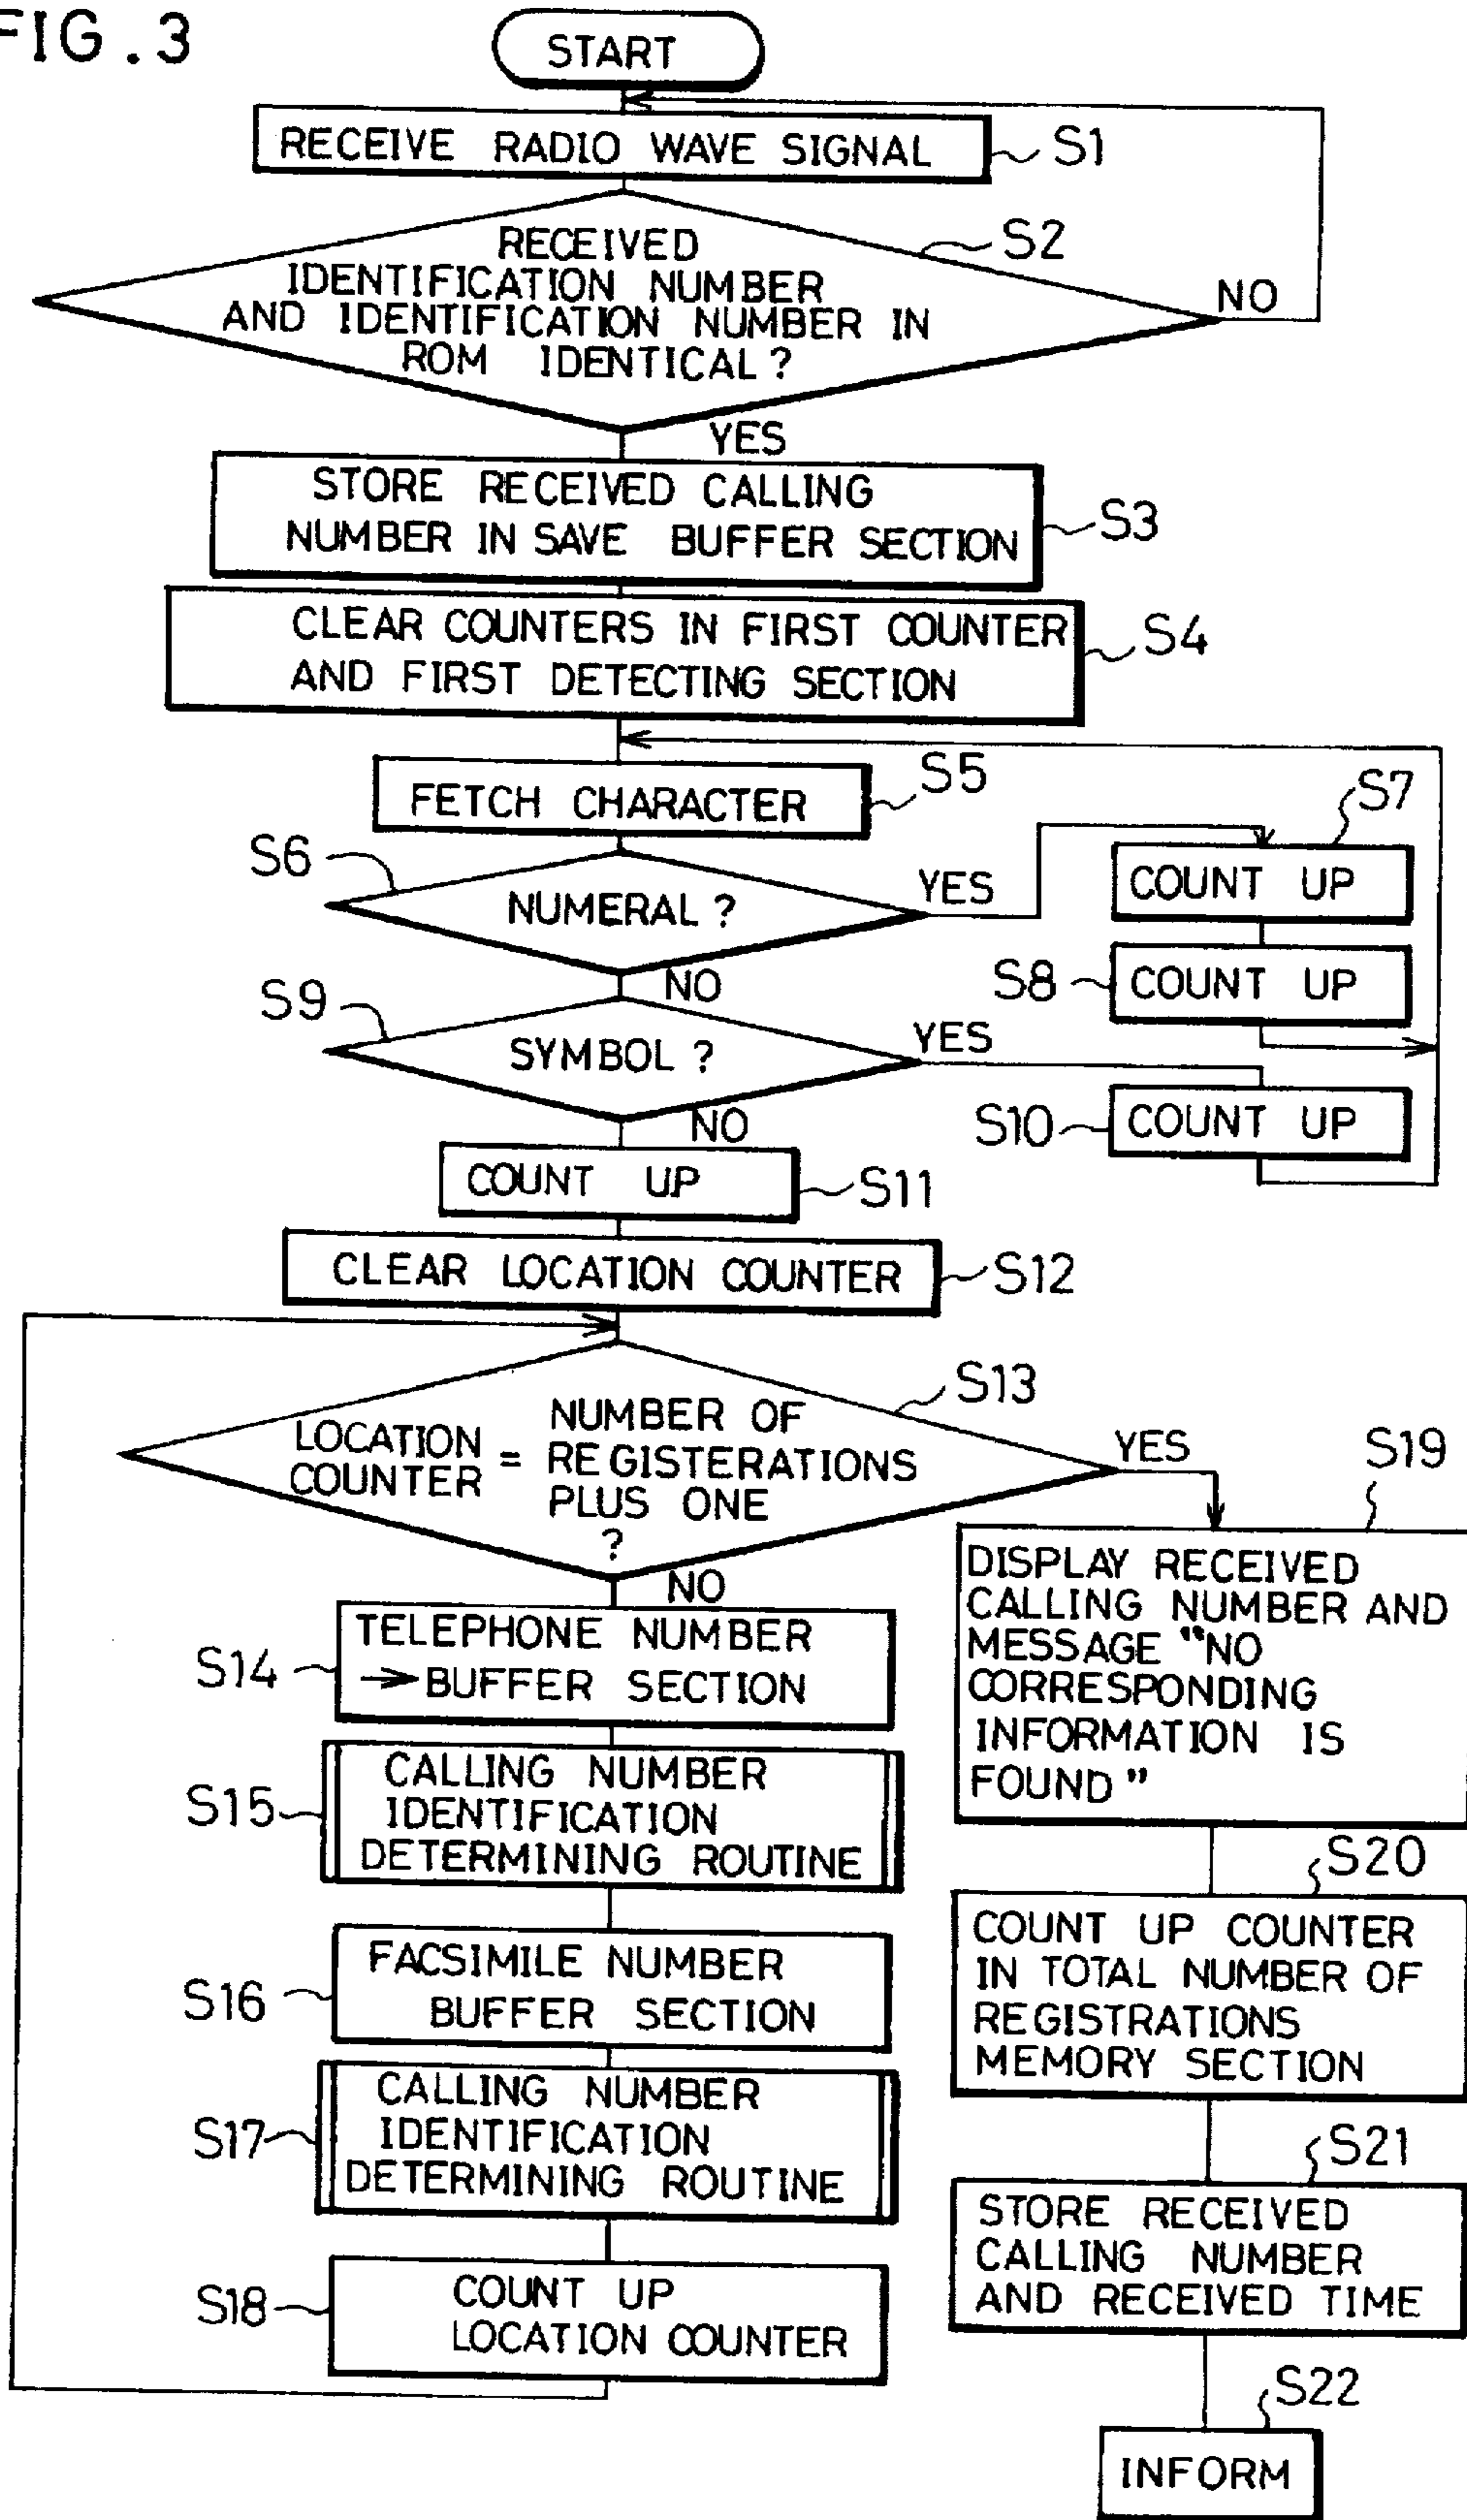 FIG.3
START
RECEIVE RADIO WAVE SIGNAL
S1
RECEIVED
IDENTIFICATION NUMBER
AND IDENTIFICATION NUMBER IN
ROM IDENTICAL?
S2
NO
YES
STORE RECEIVED CALLING
NUMBER IN SAVE BUFFER SECTION
S3
CLEAR COUNTERS IN FIRST COUNTER
AND FIRST DETECTING SECTION
S4
FETCH CHARACTER
S5
S6
NUMERAL?
YES
S7
COUNT UP
S8
COUNT UP
NO
S9
SYMBOL?
YES
S10
COUNT UP
NO
COUNT UP
S11
CLEAR LOCATION COUNTER
S12
S13
LOCATION
COUNTER
=
NUMBER OF
REGISTERATIONS
PLUS ONE
?
YES
NO
S14
TELEPHONE NUMBER
→BUFFER SECTION
S15
CALLING NUMBER
IDENTIFICATION
DETERMINING ROUTINE
S16
FACSIMILE NUMBER
BUFFER SECTION
S17
CALLING NUMBER
IDENTIFICATION
DETERMINING ROUTINE
S18
COUNT UP
LOCATION COUNTER
S19
DISPLAY RECEIVED
CALLING NUMBER AND
MESSAGE "NO
CORRESPONDING
INFORMATION IS
FOUND"
S20
COUNT UP COUNTER
IN TOTAL NUMBER OF
REGISTRATIONS
MEMORY SECTION
S21
STORE RECEIVED
CALLING NUMBER
AND RECEIVED TIME
S22
INFORM